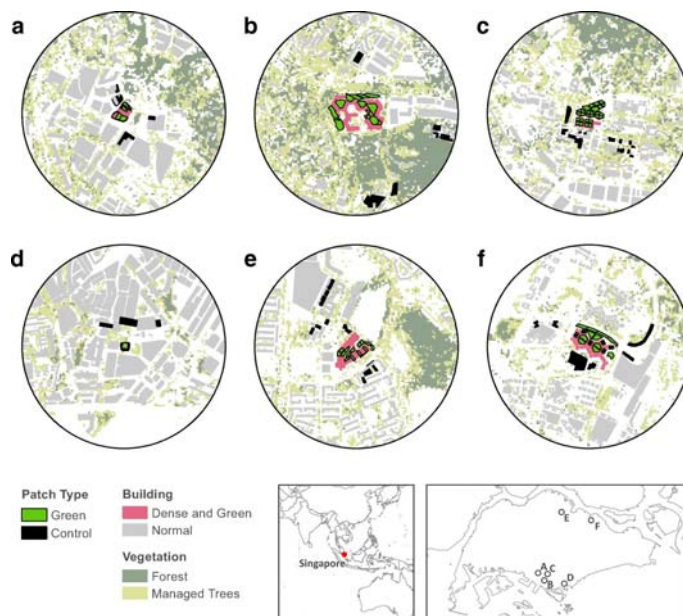 a
b
c
d
e
f
Patch Type
Green
Control
Building
Dense and Green
Normal
Vegetation
Forest
Managed Trees
Singapore
E
F
A
C
B
D